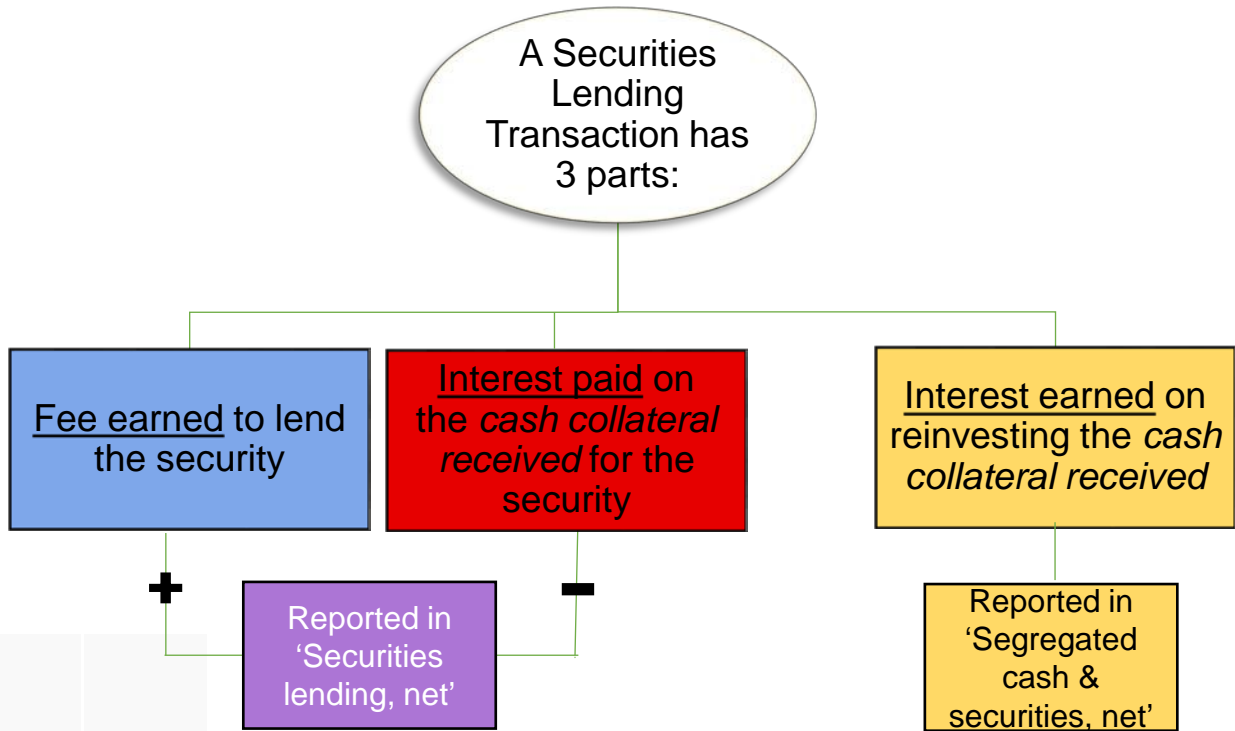 A Securities
Lending
Transaction has
3 parts:
Fee earned to lend
the security
Interest paid on
the cash collateral
received for the
security
Interest earned on
reinvesting the cash
collateral received
+
-
Reported in
‘Securities
lending, net’
Reported in
‘Segregated
cash &
securities, net’